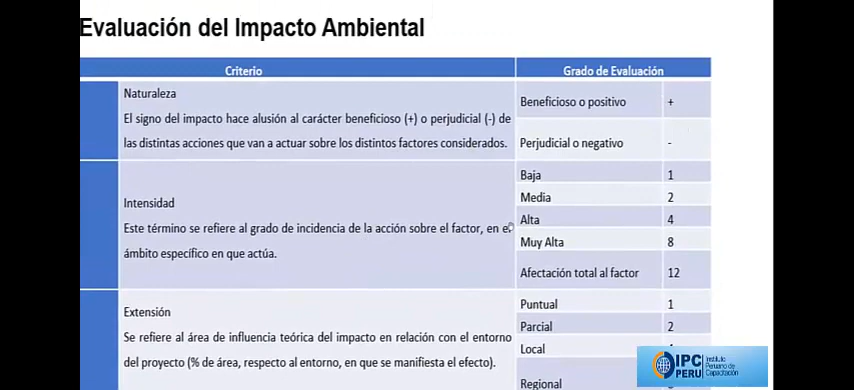 Evaluación del Impacto Ambiental
Criterio
Grado de Evaluación
Naturaleza
El signo del impacto hace alusión al carácter beneficioso (+) o perjudicial (-) de
las distintas acciones que van a actuar sobre los distintos factores considerados.
Beneficioso o positivo +
Perjudicial o negativo -
Intensidad
Este término se refiere al grado de incidencia de la acción sobre el factor, en el
ámbito específico en que actúa.
Baja 1
Media 2
Alta 4
Muy Alta 8
Afectación total al factor 12
Extensión
Se refiere al área de influencia teórica del impacto en relación con el entorno
del proyecto (% de área, respecto al entorno, en que se manifiesta el efecto).
Puntual 1
Parcial 2
Local
Regional
IPC PERU
Instituto
Peruano de
Capacitación